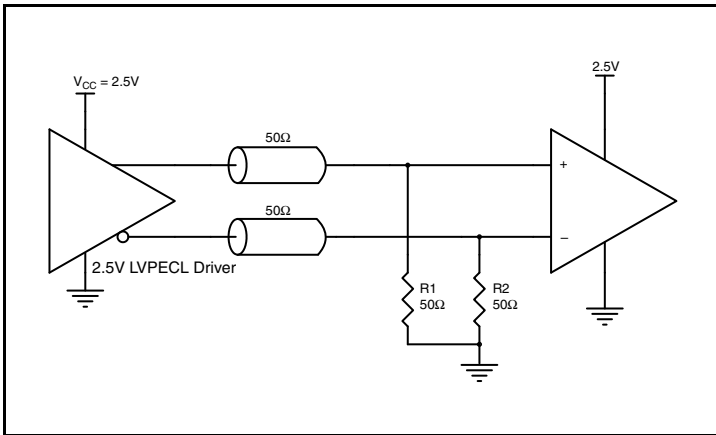 V_CC = 2.5V
2.5V
50Ω
50Ω
+
−
2.5V LVPECL Driver
R1
50Ω
R2
50Ω